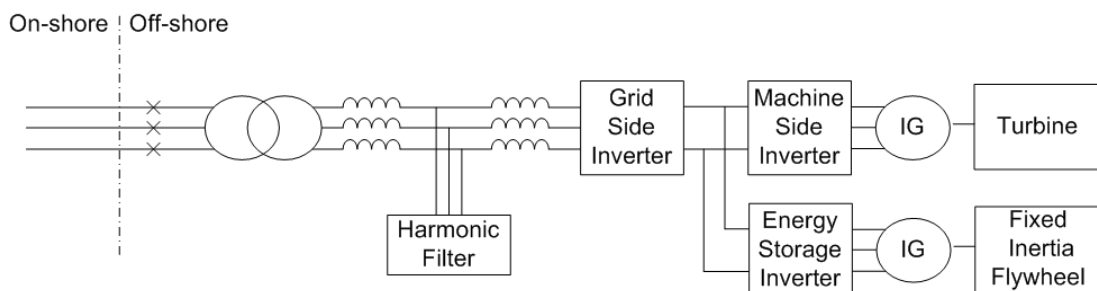 On-shore
Off-shore
Grid
Side
Inverter
Machine
Side
Inverter
IG
Turbine
Harmonic
Filter
Energy
Storage
Inverter
IG
Fixed
Inertia
Flywheel